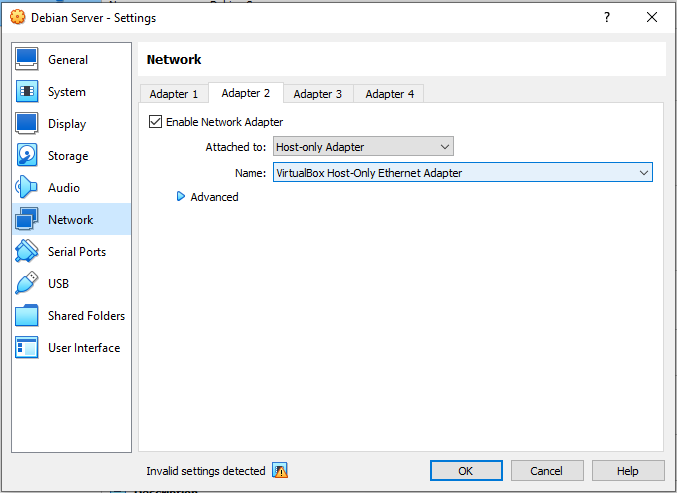 Debian Server - Settings
?
General
System
Display
Storage
Audio
Network
Serial Ports
USB
Shared Folders
User Interface
Network
Adapter 1 Adapter 2 Adapter 3 Adapter 4
Enable Network Adapter
Attached to: Host-only Adapter
Name: VirtualBox Host-Only Ethernet Adapter
Advanced
Invalid settings detected
OK Cancel Help